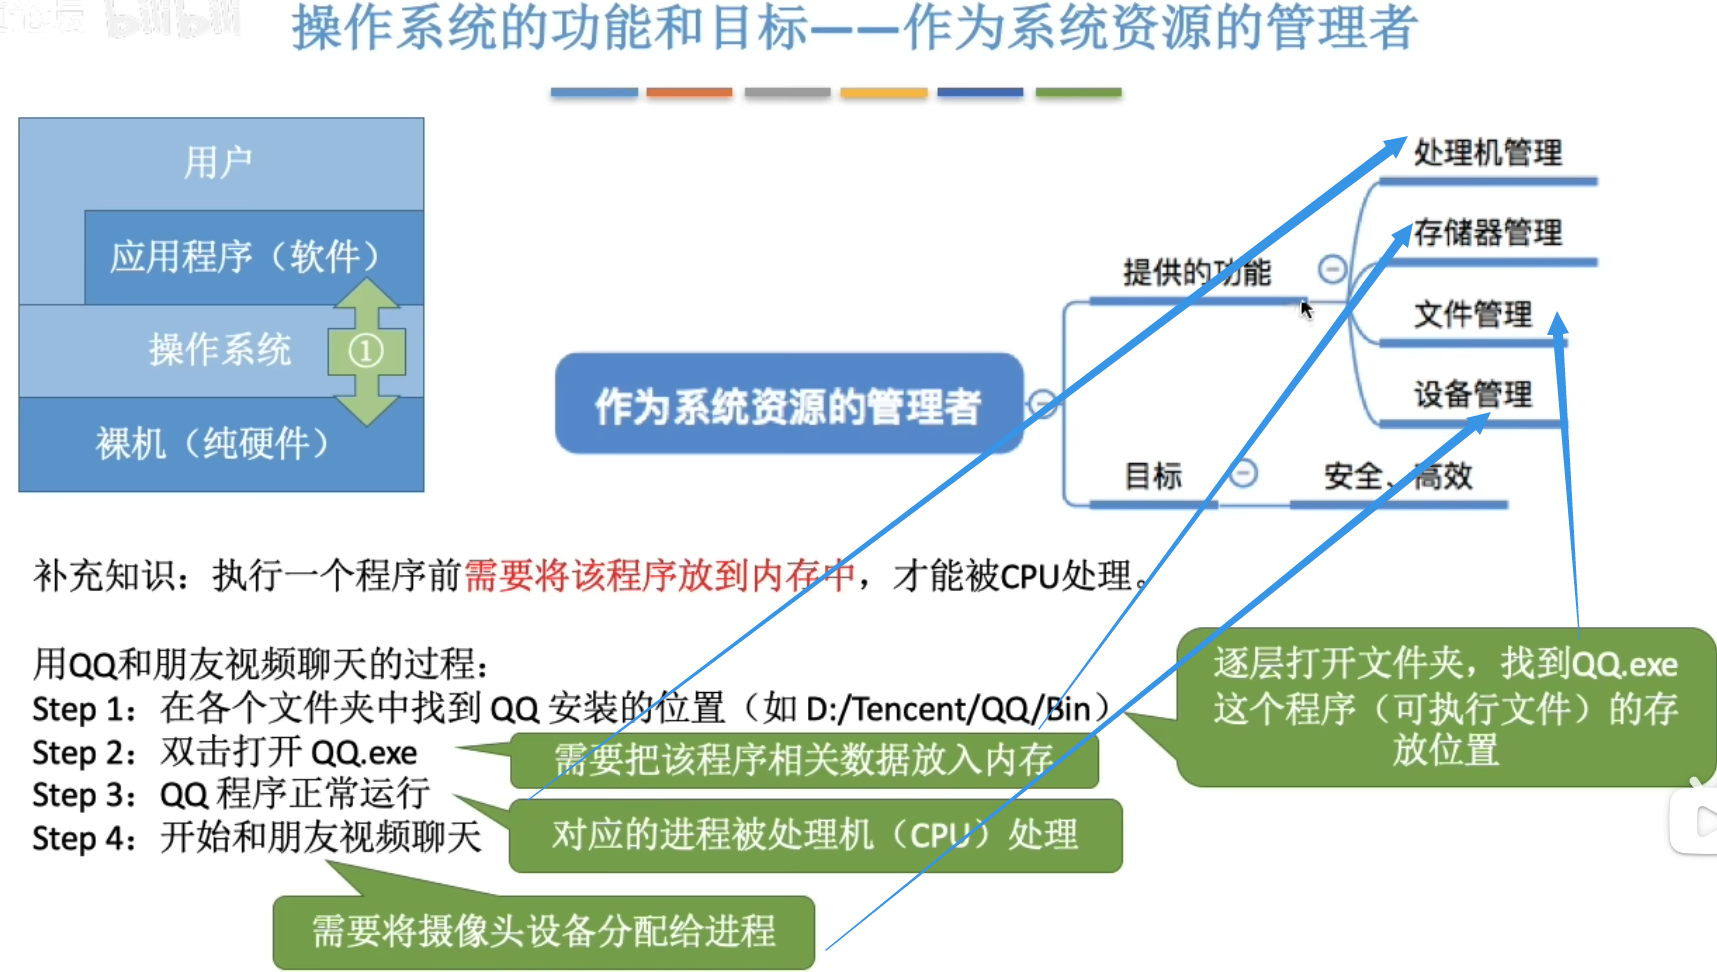 操作系统的功能和目标——作为系统资源的管理者
用户
应用程序（软件）
操作系统
①
裸机（纯硬件）
作为系统资源的管理者
提供的功能
处理机管理
存储器管理
文件管理
设备管理
目标
安全、高效
补充知识：执行一个程序前需要将该程序放到内存中，才能被CPU处理。
用QQ和朋友视频聊天的过程：
Step 1：在各个文件夹中找到 QQ 安装的位置（如 D:/Tencent/QQ/Bin）
Step 2：双击打开 QQ.exe
Step 3：QQ 程序正常运行
Step 4：开始和朋友视频聊天
逐层打开文件夹，找到QQ.exe
这个程序（可执行文件）的存
放位置
需要把该程序相关数据放入内存
对应的进程被处理机（CPU）处理
需要将摄像头设备分配给进程